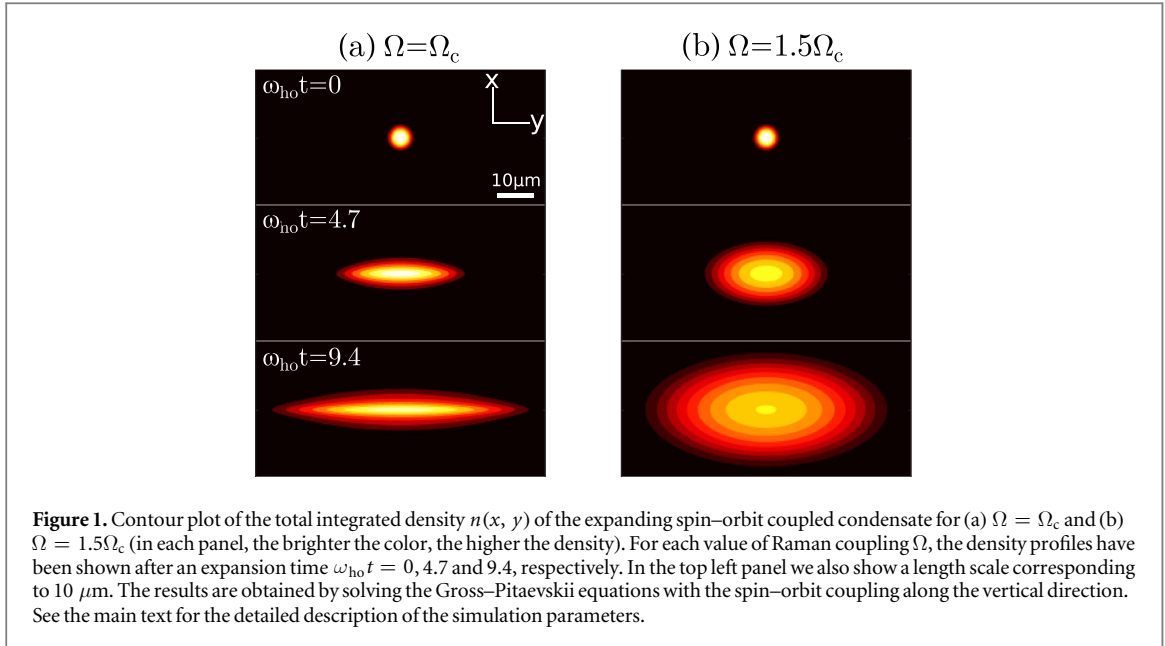 (a) Ω=Ωc (b) Ω=1.5Ωc
ωhot=0
x
y
10μm
ωhot=4.7
ωhot=9.4
Figure 1. Contour plot of the total integrated density n(x, y) of the expanding spin–orbit coupled condensate for (a) Ω = Ωc and (b)
Ω = 1.5Ωc (in each panel, the brighter the color, the higher the density). For each value of Raman coupling Ω, the density profiles have
been shown after an expansion time ωhot = 0, 4.7 and 9.4, respectively. In the top left panel we also show a length scale corresponding
to 10 μm. The results are obtained by solving the Gross–Pitaevskii equations with the spin–orbit coupling along the vertical direction.
See the main text for the detailed description of the simulation parameters.